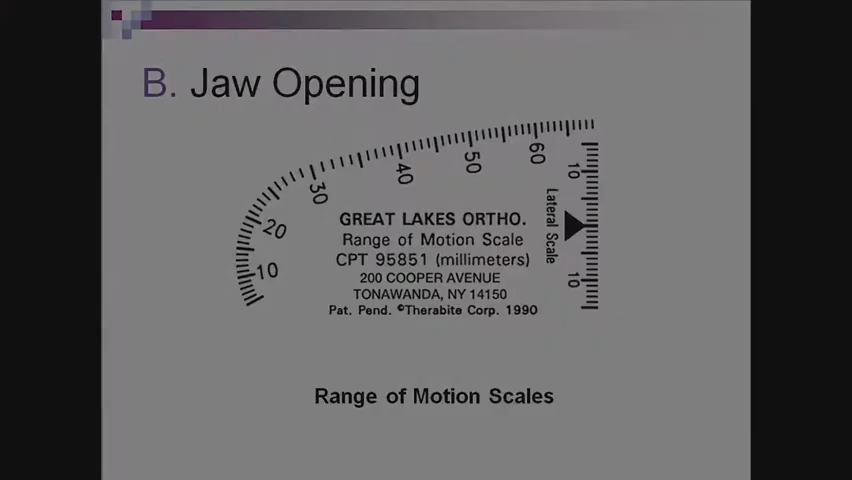 B. Jaw Opening
10
20
30
40
50
60
10
Lateral Scale
10
GREAT LAKES ORTHO.
Range of Motion Scale
CPT 95851 (millimeters)
200 COOPER AVENUE
TONAWANDA, NY 14150
Pat. Pend. ©Therabite Corp. 1990
Range of Motion Scales